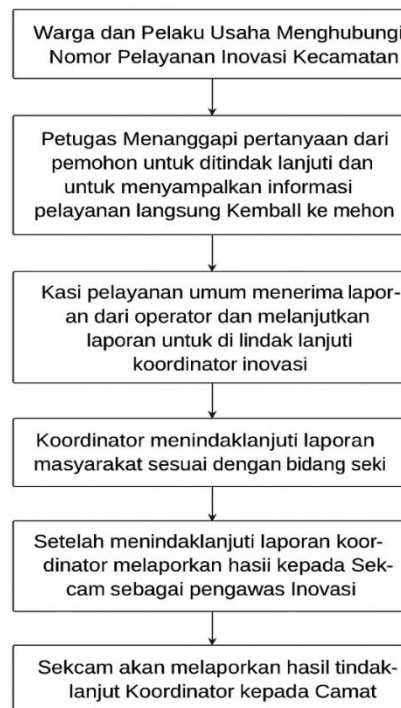 Warga dan Pelaku Usaha Menghubungi
Nomor Pelayanan Inovasi Kecamatan
Petugas Menanggapi pertanyaan dari
pemohon untuk ditindak lanjuti dan
untuk menyampalkan informasi
pelayanan langsung Kemball ke mehon
Kasi pelayanan umum menerima lapor-
an dari operator dan melanjutkan
laporan untuk di lindak lanjuti
koordinator inovasi
Koordinator menindaklanjuti laporan
masyarakat sesuai dengan bidang seki
Setelah menindaklanjuti laporan koor-
dinator melaporkan hasii kepada Sek-
cam sebagai pengawas Inovasi
Sekcam akan melaporkan hasil tindak-
lanjut Koordinator kepada Camat